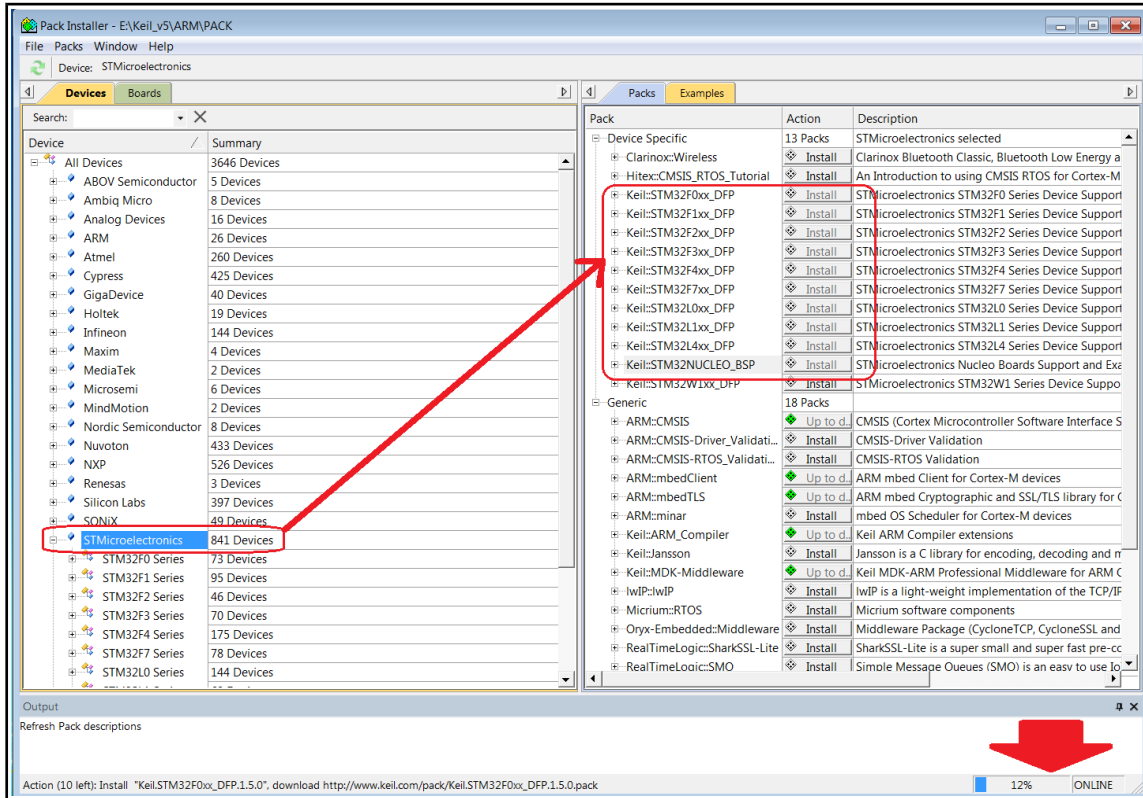 Pack Installer - E:\Keil_v5\ARM\PACK
File Packs Window Help
Device: STMicroelectronics
Devices Boards
Search:
Device Summary
All Devices 3646 Devices
ABOV Semiconductor 5 Devices
Ambiq Micro 8 Devices
Analog Devices 16 Devices
ARM 26 Devices
Atmel 260 Devices
Cypress 425 Devices
GigaDevice 40 Devices
Holtek 19 Devices
Infineon 144 Devices
Maxim 4 Devices
MediaTek 2 Devices
Microsemi 6 Devices
MindMotion 2 Devices
Nordic Semiconductor 8 Devices
Nuvoton 433 Devices
NXP 526 Devices
Renesas 3 Devices
Silicon Labs 397 Devices
SONiX 49 Devices
STMicroelectronics 841 Devices
STM32F0 Series 73 Devices
STM32F1 Series 95 Devices
STM32F2 Series 46 Devices
STM32F3 Series 70 Devices
STM32F4 Series 175 Devices
STM32F7 Series 78 Devices
STM32L0 Series 144 Devices
Packs Examples
Pack Action Description
Device Specific 13 Packs STMicroelectronics selected
Clarinox::Wireless Install Clarinox Bluetooth Classic, Bluetooth Low Energy a
Hitex::CMSIS_RTOS_Tutorial Install An Introduction to using CMSIS RTOS for Cortex-M
Keil::STM32F0xx_DFP Install STMicroelectronics STM32F0 Series Device Support
Keil::STM32F1xx_DFP Install STMicroelectronics STM32F1 Series Device Support
Keil::STM32F2xx_DFP Install STMicroelectronics STM32F2 Series Device Support
Keil::STM32F3xx_DFP Install STMicroelectronics STM32F3 Series Device Support
Keil::STM32F4xx_DFP Install STMicroelectronics STM32F4 Series Device Support
Keil::STM32F7xx_DFP Install STMicroelectronics STM32F7 Series Device Support
Keil::STM32L0xx_DFP Install STMicroelectronics STM32L0 Series Device Support
Keil::STM32L1xx_DFP Install STMicroelectronics STM32L1 Series Device Support
Keil::STM32L4xx_DFP Install STMicroelectronics STM32L4 Series Device Support
Keil::STM32NUCLEO_BSP Install STMicroelectronics Nucleo Boards Support and Exa
Keil::STM32W1xx_DFP Install STMicroelectronics STM32W1 Series Device Suppo
Generic 18 Packs
ARM::CMSIS Up to d.. CMSIS (Cortex Microcontroller Software Interface S
ARM::CMSIS-Driver_Validati... Install CMSIS-Driver Validation
ARM::CMSIS-RTOS_Validati... Install CMSIS-RTOS Validation
ARM::mbedClient Up to d.. ARM mbed Client for Cortex-M devices
ARM::mbedTLS Up to d.. ARM mbed Cryptographic and SSL/TLS library for C
ARM::minar Install mbed OS Scheduler for Cortex-M devices
Keil::ARM_Compiler Up to d.. Keil ARM Compiler extensions
Keil::Jansson Install Jansson is a C library for encoding, decoding and m
Keil::MDK-Middleware Up to d.. Keil MDK-ARM Professional Middleware for ARM C
lwIP::lwIP Install lwIP is a light-weight implementation of the TCP/IP
Micrium::RTOS Install Micrium software components
Oryx-Embedded::Middleware Install Middleware Package (CycloneTCP, CycloneSSL and
RealTimeLogic::SharkSSL-Lite Install SharkSSL-Lite is a super small and super fast pre-cc
RealTimeLogic::SMQ Install Simple Message Queues (SMQ) is an easy to use Io
Output
Refresh Pack descriptions
Action (10 left): Install "Keil.STM32F0xx_DFP.1.5.0", download http://www.keil.com/pack/Keil.STM32F0xx_DFP.1.5.0.pack 12% ONLINE